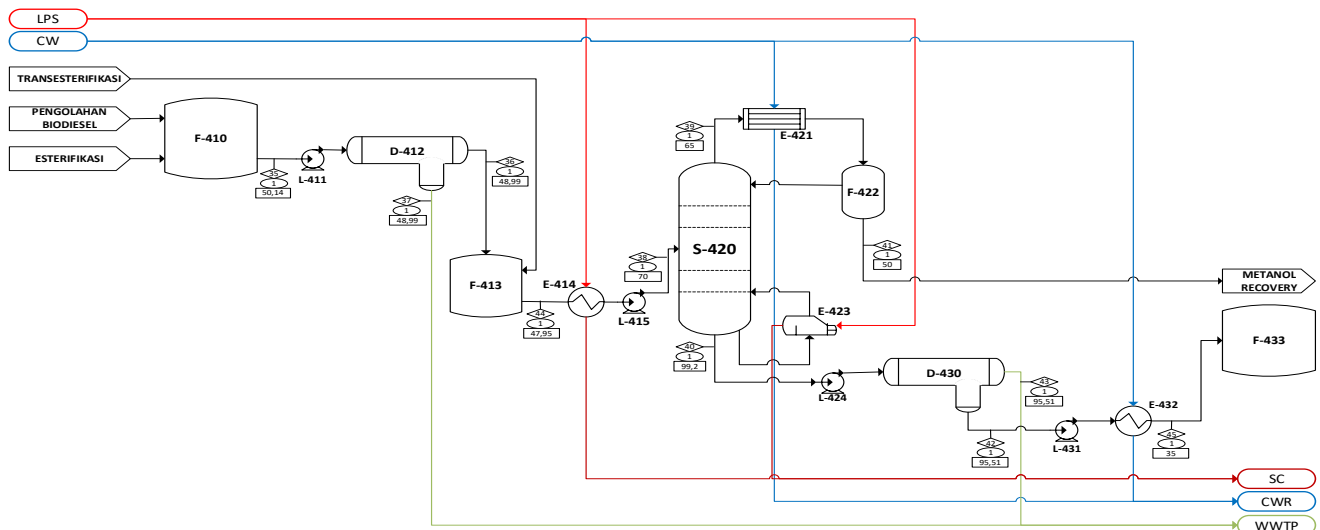 LPS
CW
TRANSESTERIFIKASI
PENGOLAHAN
BIODIESEL
ESTERIFIKASI
F-410
35
1
50,14
L-411
D-412
37
1
48,99
36
1
48,99
F-413
44
1
47,95
E-414
L-415
38
1
70
39
1
65
S-420
E-421
F-422
41
1
50
E-423
40
1
99,2
L-424
D-430
43
1
95,51
42
1
95,51
L-431
E-432
45
1
35
METANOL
RECOVERY
F-433
SC
CWR
WWTP